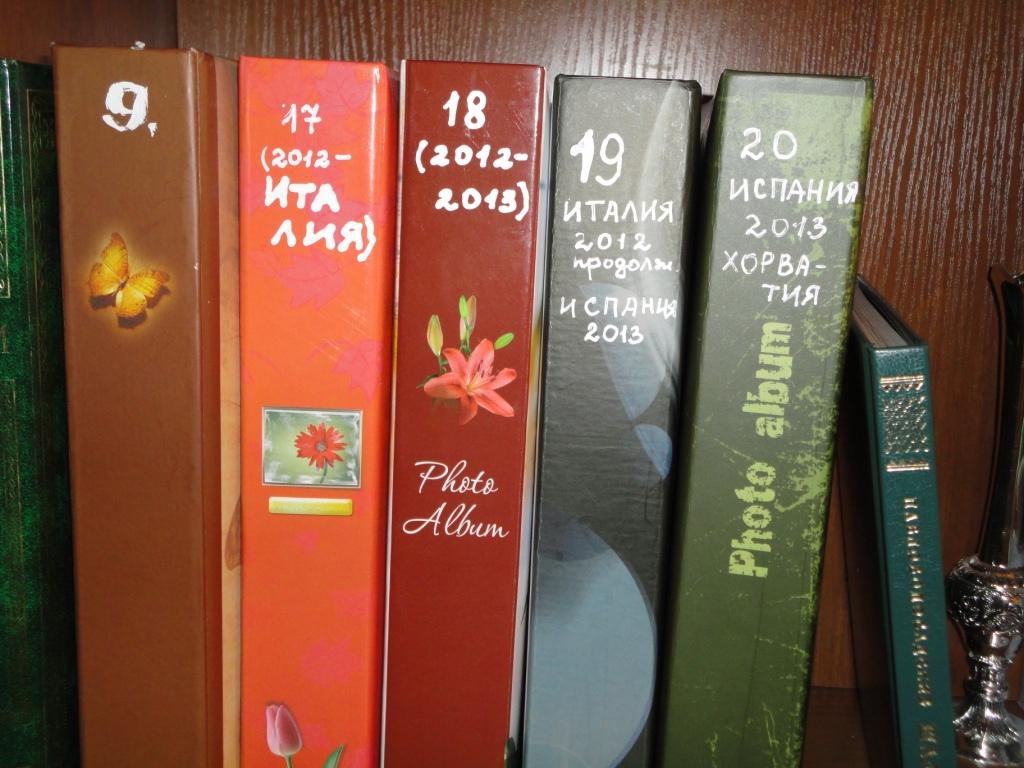 9.
17
(2012-
ИТА
ЛИЯ)
18
(2012-
2013)
Photo
Album
19
ИТАЛИЯ
2012
продолж.
ИСПАНИЯ
2013
20
ИСПАНИЯ
2013
ХОРВА-
ТИЯ
Photo album